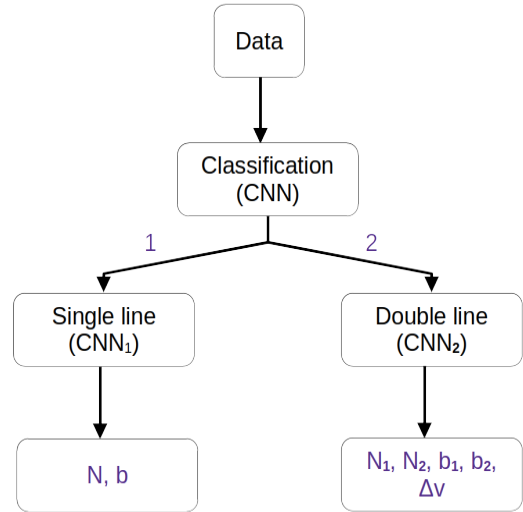 Data
Classification
(CNN)
1
2
Single line
(CNN₁)
Double line
(CNN₂)
N, b
N₁, N₂, b₁, b₂,
Δv